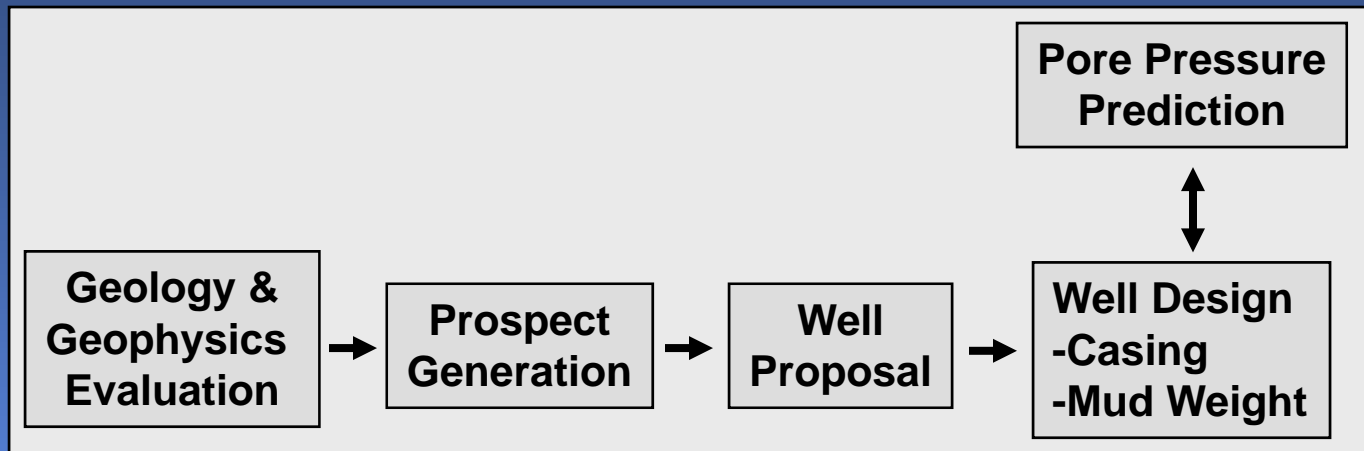 Pore Pressure
Prediction
Geology &
Geophysics
Evaluation
Prospect
Generation
Well
Proposal
Well Design
-Casing
-Mud Weight